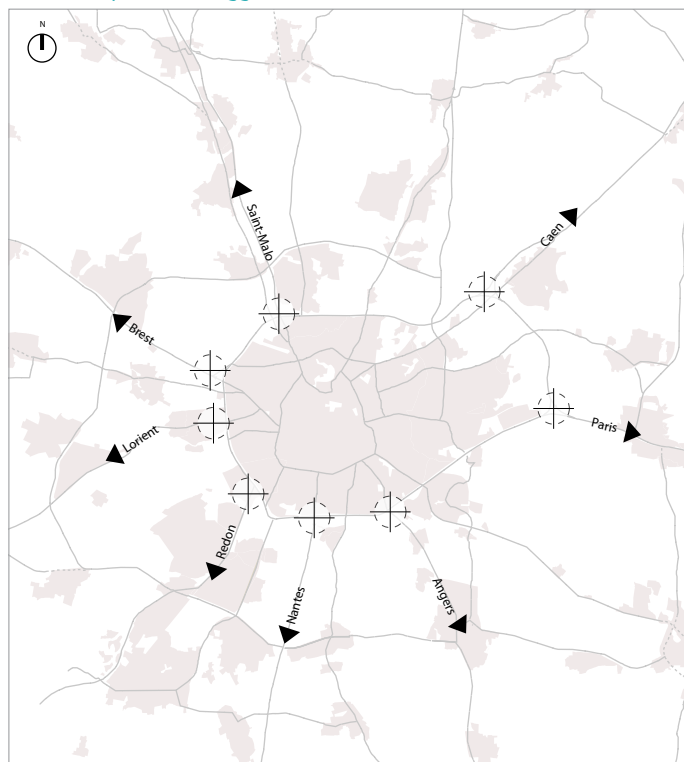 N
Saint-Malo
Caen
Brest
Paris
Lorient
Redon
Nantes
Angers